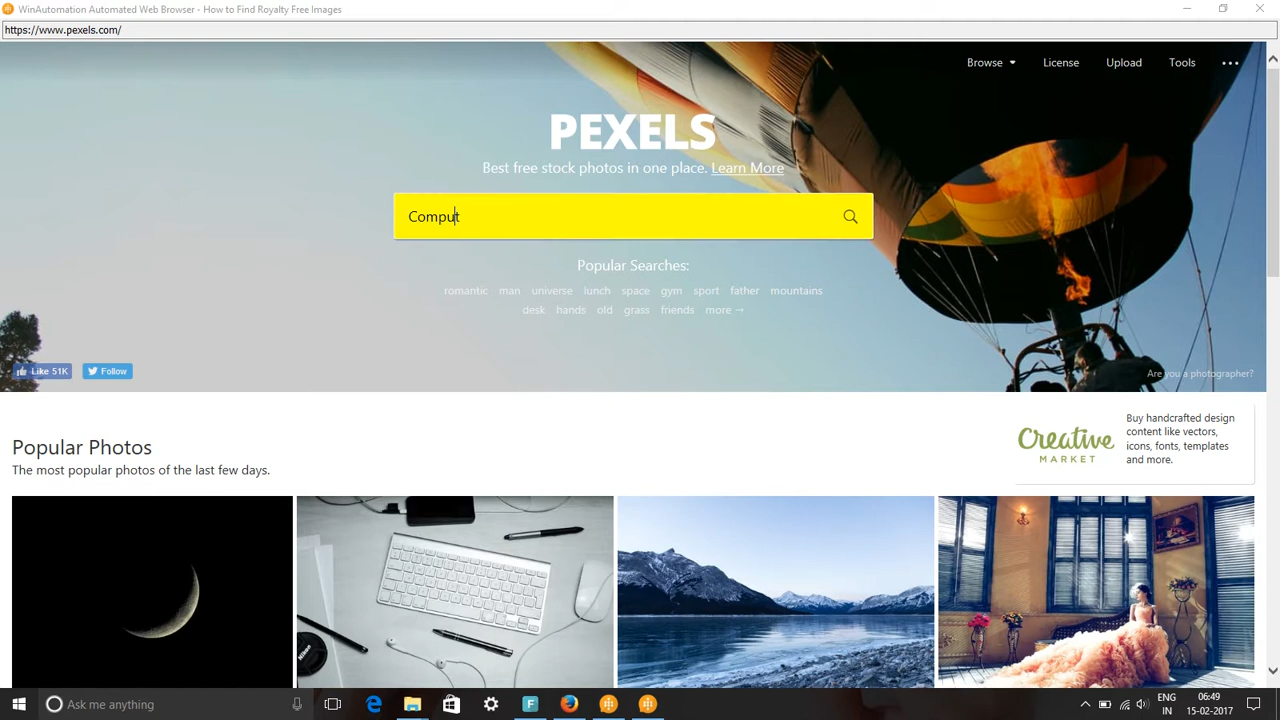 WinAutomation Automated Web Browser - How to Find Royalty Free Images
https://www.pexels.com/
Browse License Upload Tools
PEXELS
Best free stock photos in one place. Learn More
Comput
Popular Searches:
romantic man universe lunch space gym sport father mountains
desk hands old grass friends more →
Like 51K Follow
Are you a photographer?
Popular Photos
The most popular photos of the last few days.
Creative
MARKET
Buy handcrafted design
content like vectors,
icons, fonts, templates
and more.
Nikon
Ask me anything
ENG
IN
06:49
15-02-2017